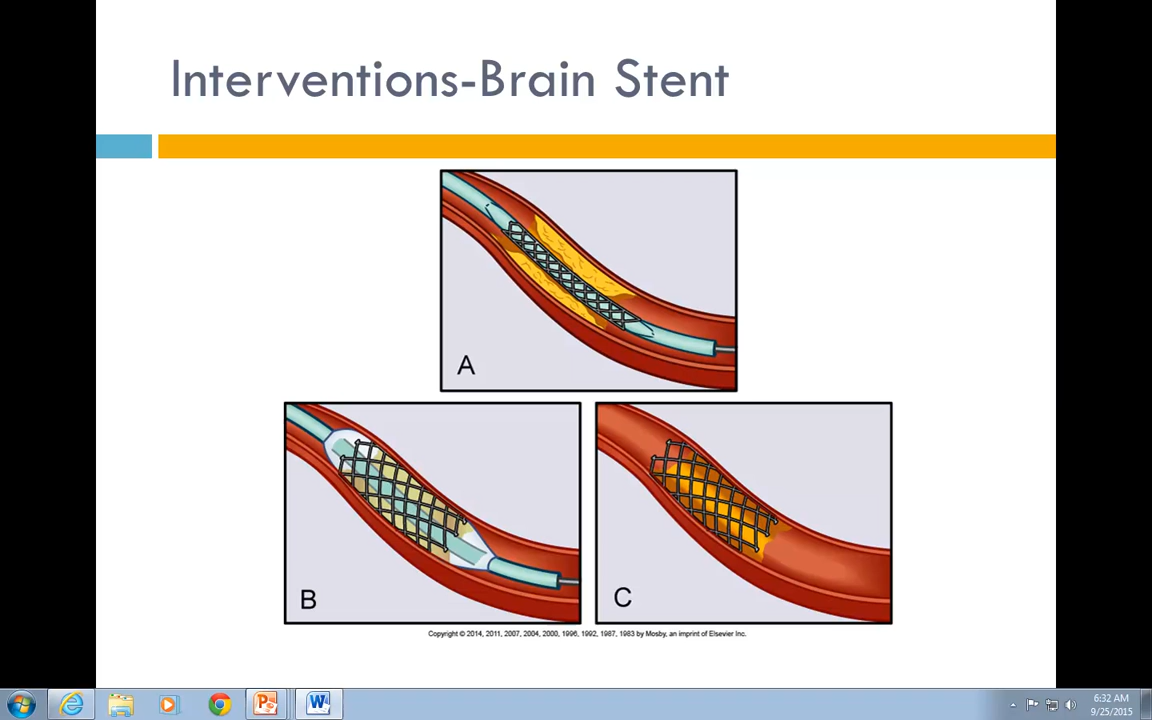 Interventions-Brain Stent
A
B
C
Copyright © 2014, 2011, 2007, 2004, 2000, 1996, 1992, 1987, 1983 by Mosby, an imprint of Elsevier Inc.
6:32 AM
9/25/2015